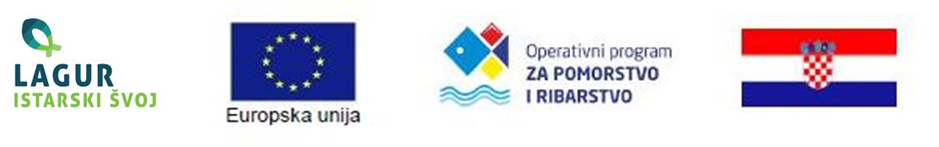 LAGUR
ISTARSKI ŠVOJ
Europska unija
Operativni program
ZA POMORSTVO
I RIBARSTVO